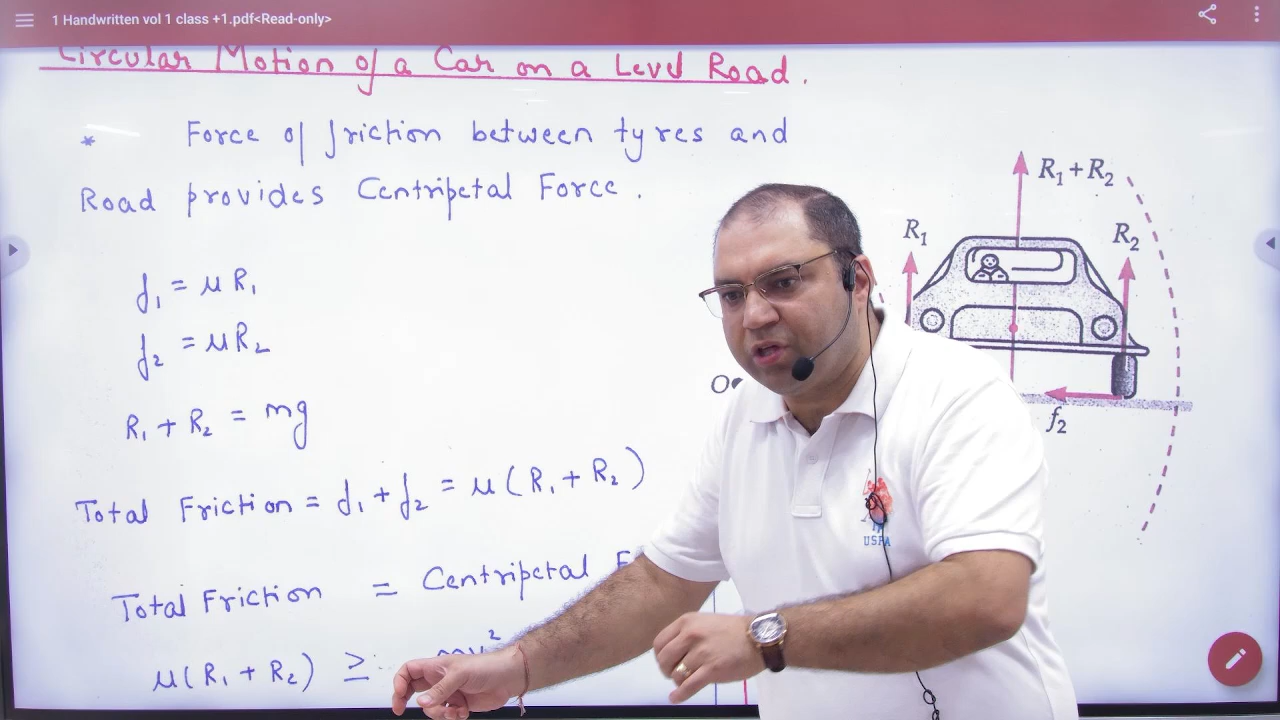 1 Handwritten vol 1 class +1.pdf<Read-only>
Circular Motion of a Car on a Level Road.
* Force of friction between tyres and
Road provides Centripetal Force.
f₁ = μR₁
f₂ = μR₂
R₁ + R₂ = mg
Total Friction = f₁ + f₂ = μ(R₁ + R₂)
Total Friction = Centripetal
μ(R₁ + R₂) ≥ mv²
R₁ + R₂
R₁
R₂
O
f₂
USPA